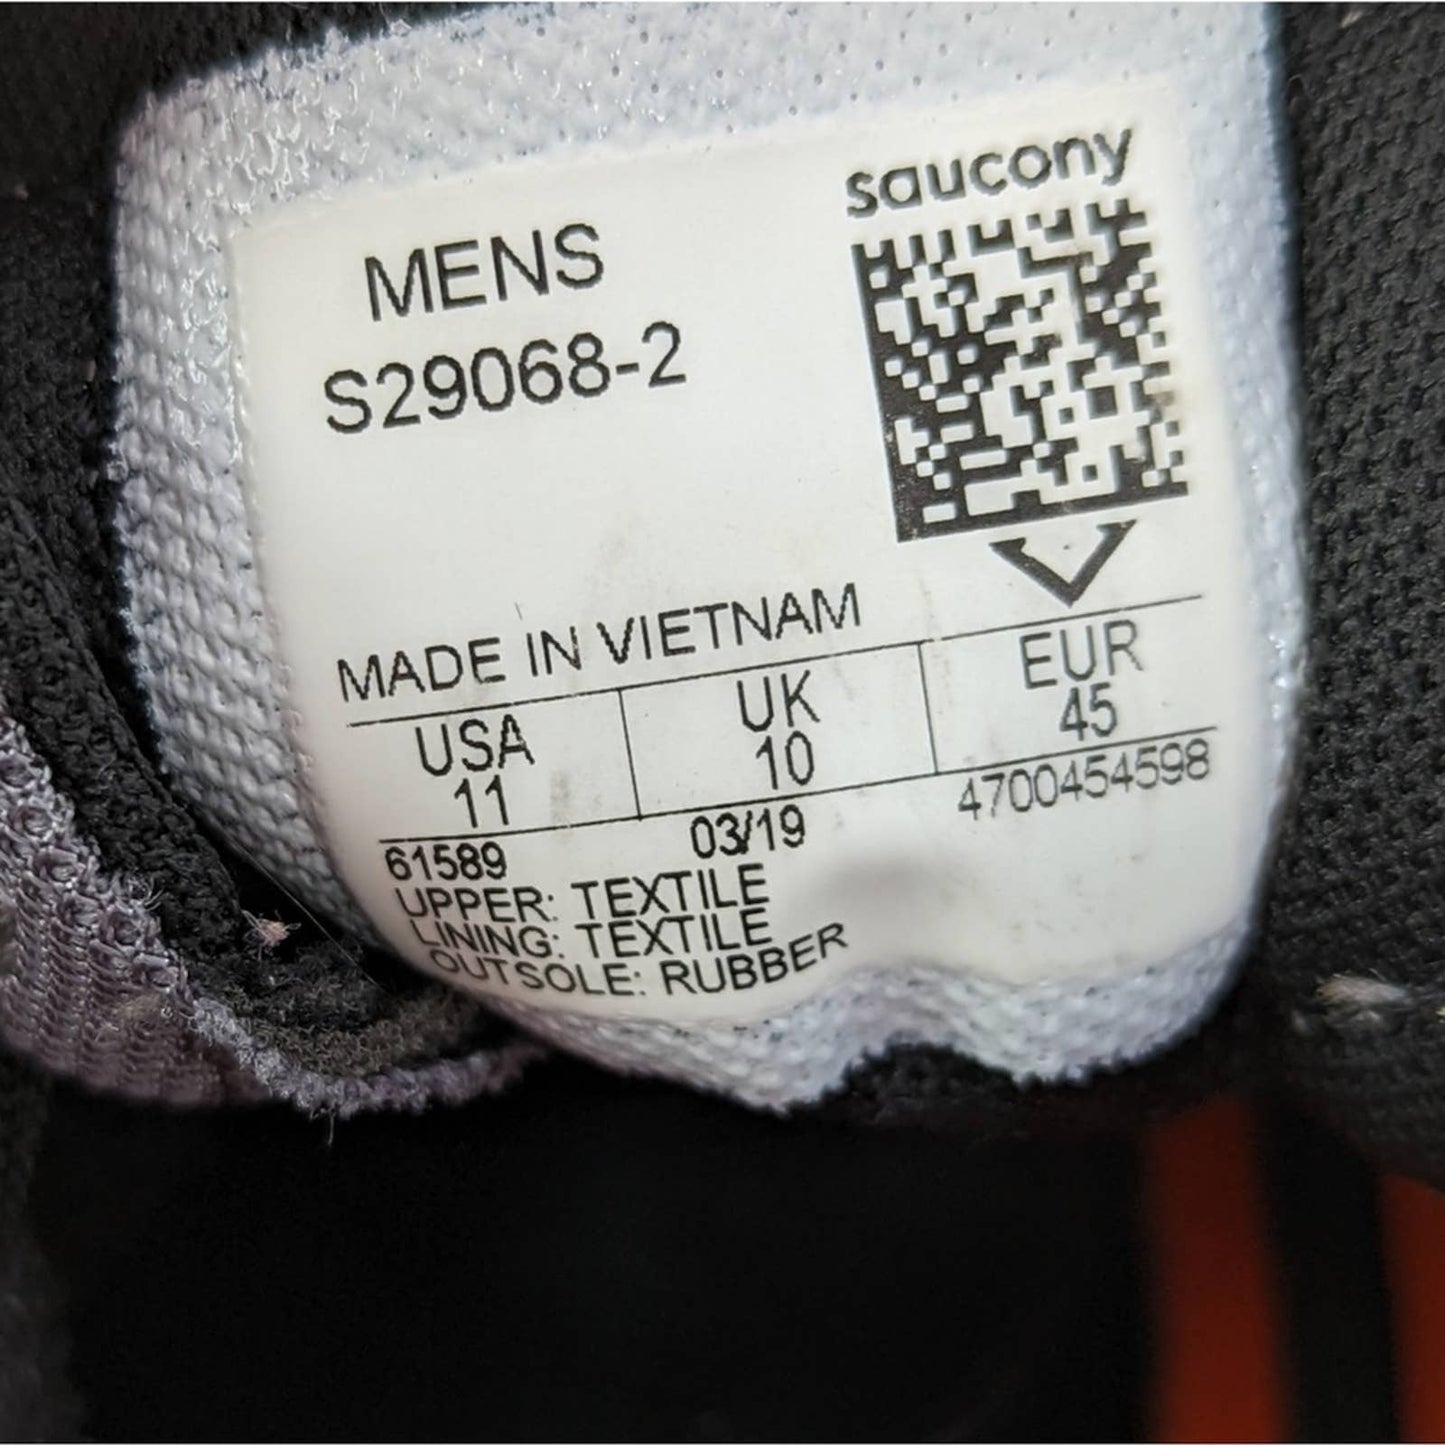 saucony
MENS
S29068-2
MADE IN VIETNAM
USA UK EUR
11 10 45
61589 03/19 4700454598
UPPER: TEXTILE
LINING: TEXTILE
OUTSOLE: RUBBER